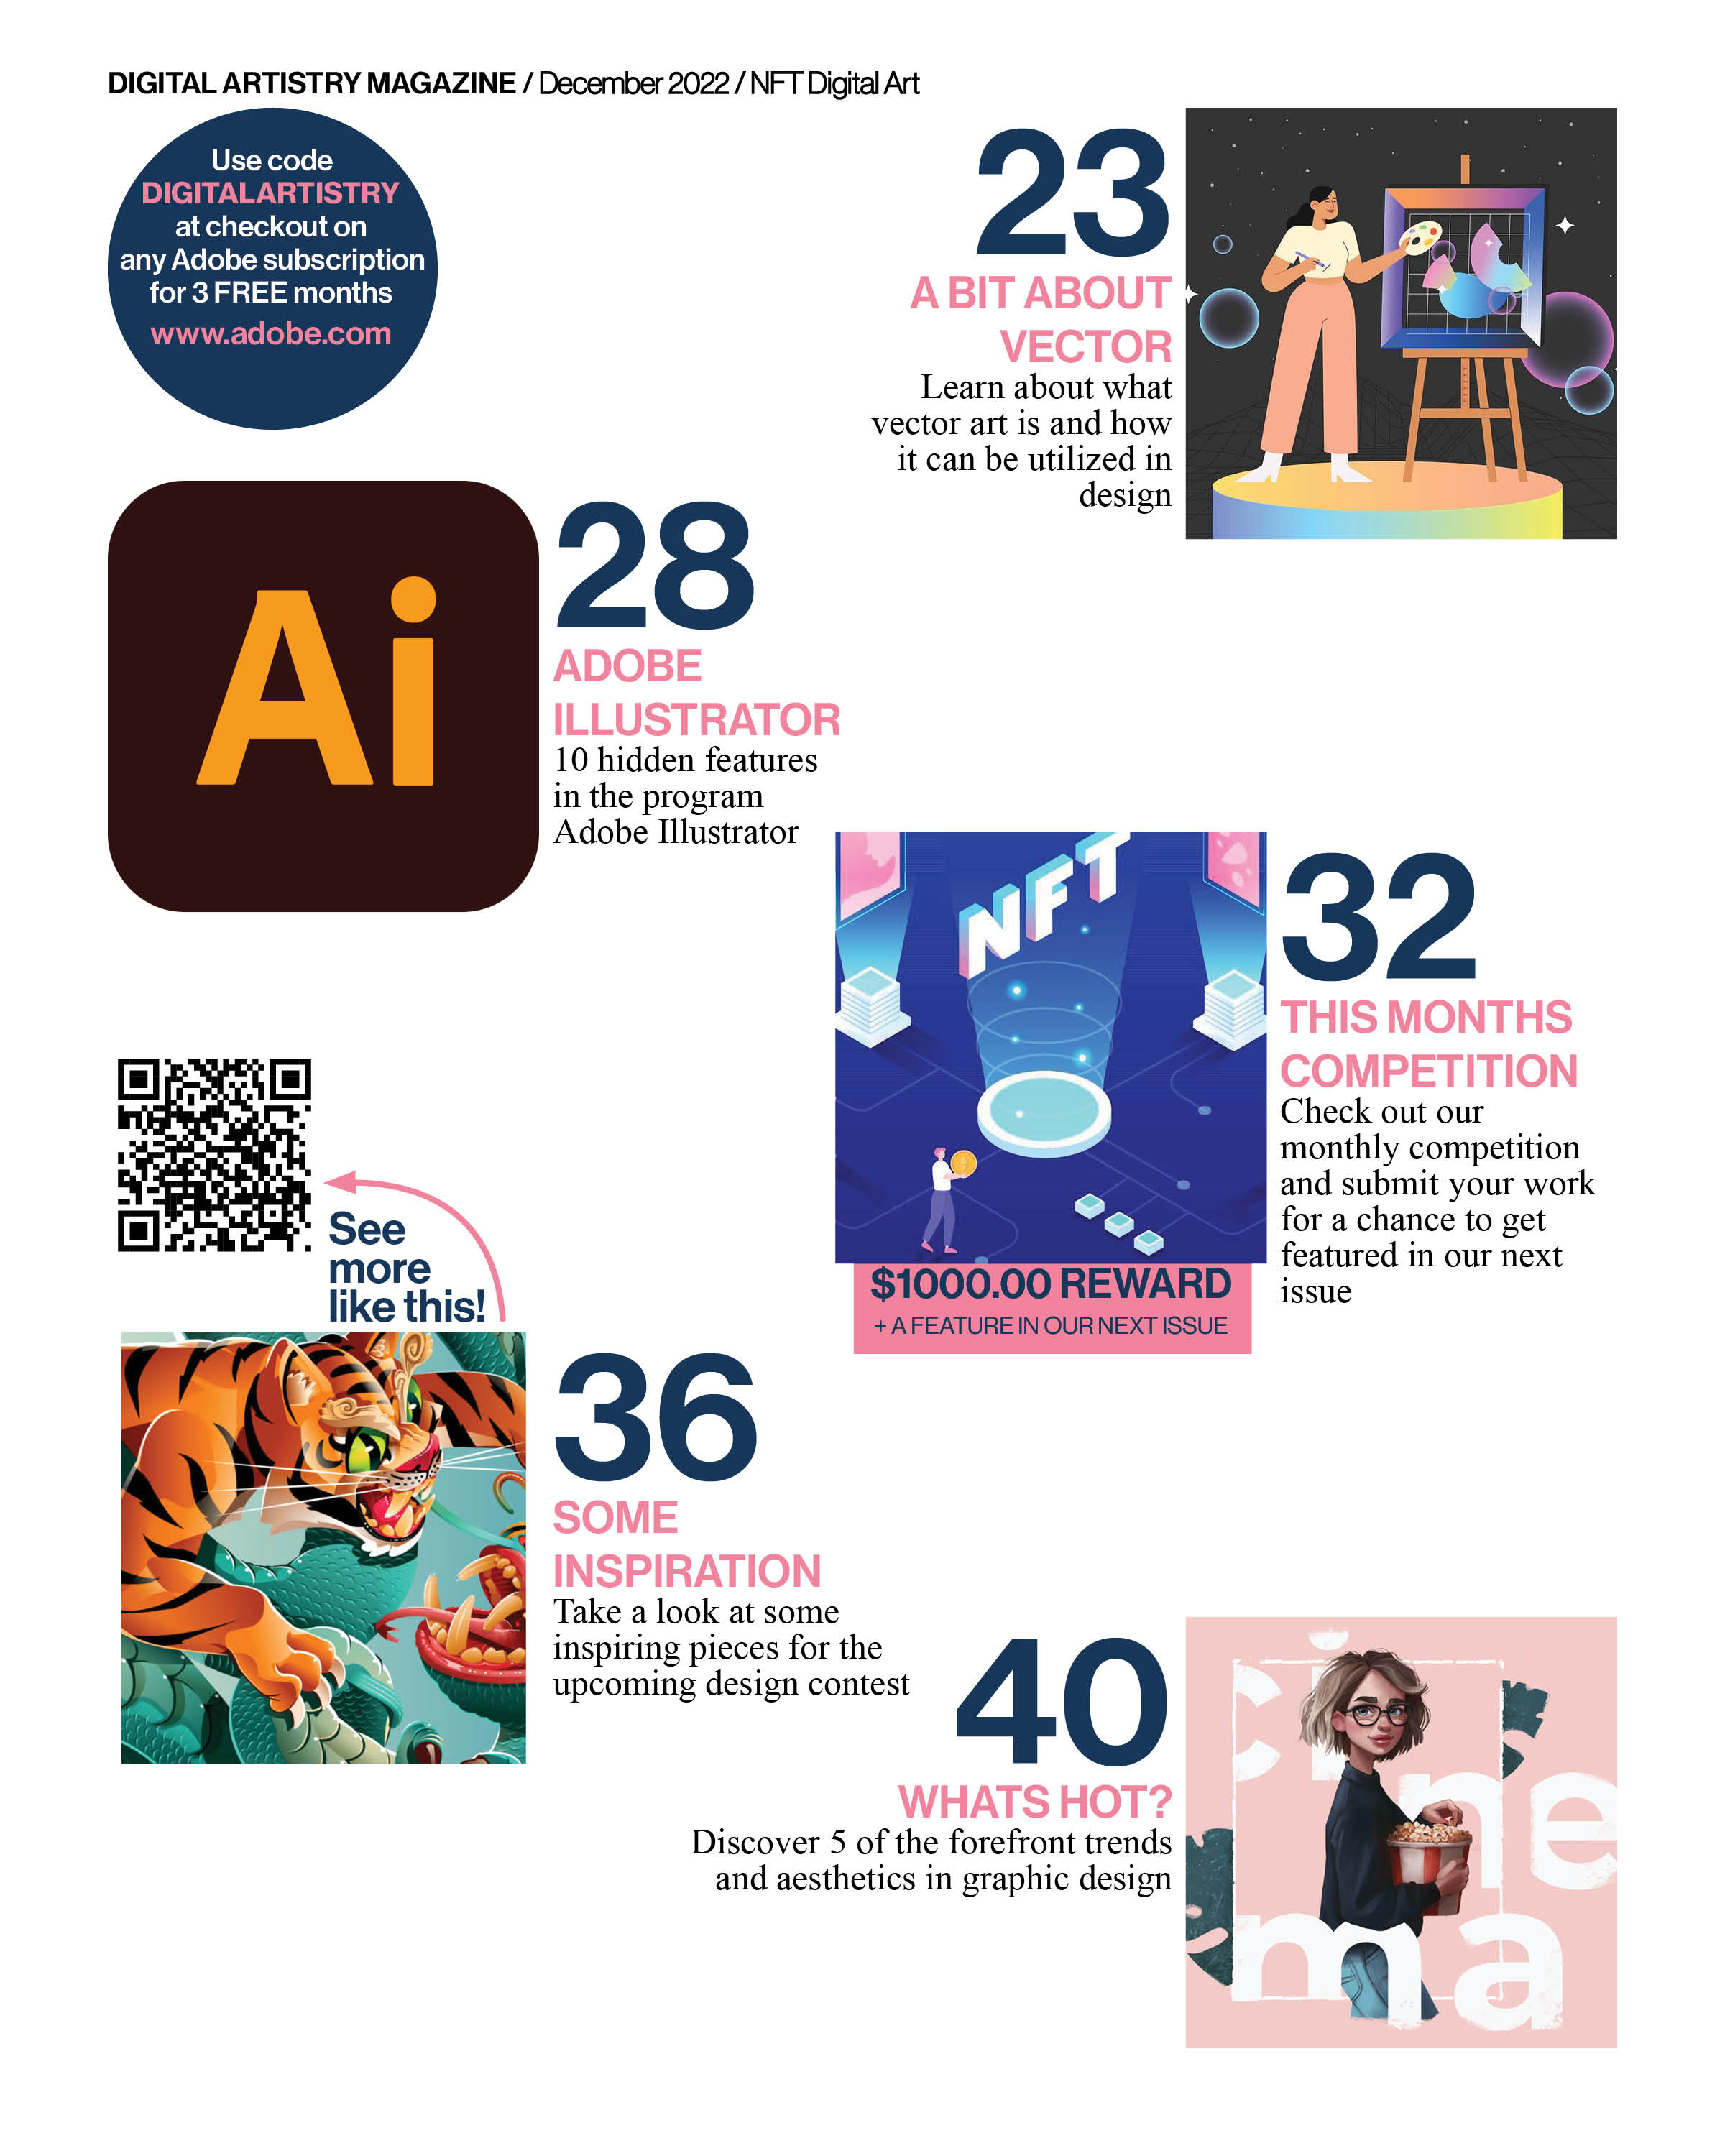 DIGITAL ARTISTRY MAGAZINE / December 2022 / NFT Digital Art
Use code
DIGITALARTISTRY
at checkout on
any Adobe subscription
for 3 FREE months
www.adobe.com
23
A BIT ABOUT
VECTOR
Learn about what
vector art is and how
it can be utilized in
design
Ai
28
ADOBE
ILLUSTRATOR
10 hidden features
in the program
Adobe Illustrator
NFT
32
THIS MONTHS
COMPETITION
Check out our
monthly competition
and submit your work
for a chance to get
featured in our next
issue
$1000.00 REWARD
+ A FEATURE IN OUR NEXT ISSUE
See
more
like this!
36
SOME
INSPIRATION
Take a look at some
inspiring pieces for the
upcoming design contest
40
WHATS HOT?
Discover 5 of the forefront trends
and aesthetics in graphic design
ci
ne
ma